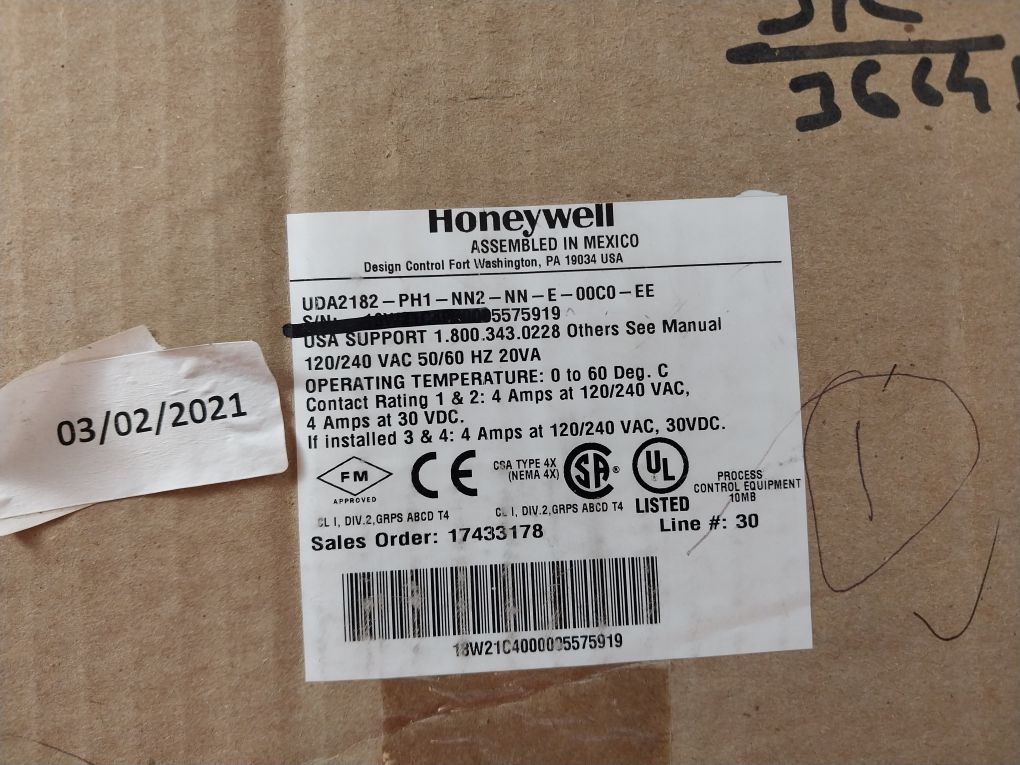 3664
Honeywell
ASSEMBLED IN MEXICO
Design Control Fort Washington, PA 19034 USA
UDA2182-PH1-NN2-NN-E-00C0-EE
S/N: 5575919
USA SUPPORT 1.800.343.0228 Others See Manual
120/240 VAC 50/60 HZ 20VA
OPERATING TEMPERATURE: 0 to 60 Deg. C
Contact Rating 1 & 2: 4 Amps at 120/240 VAC,
4 Amps at 30 VDC.
If installed 3 & 4: 4 Amps at 120/240 VAC, 30VDC.
03/02/2021
FM
APPROVED
CE
CSA TYPE 4X
(NEMA 4X)
SA ®
UL
LISTED
PROCESS
CONTROL EQUIPMENT
10MB
CL I, DIV.2,GRPS ABCD T4
CL I, DIV.2,GRPS ABCD T4
Sales Order: 17433178
Line #: 30
18W21C4000005575919
1